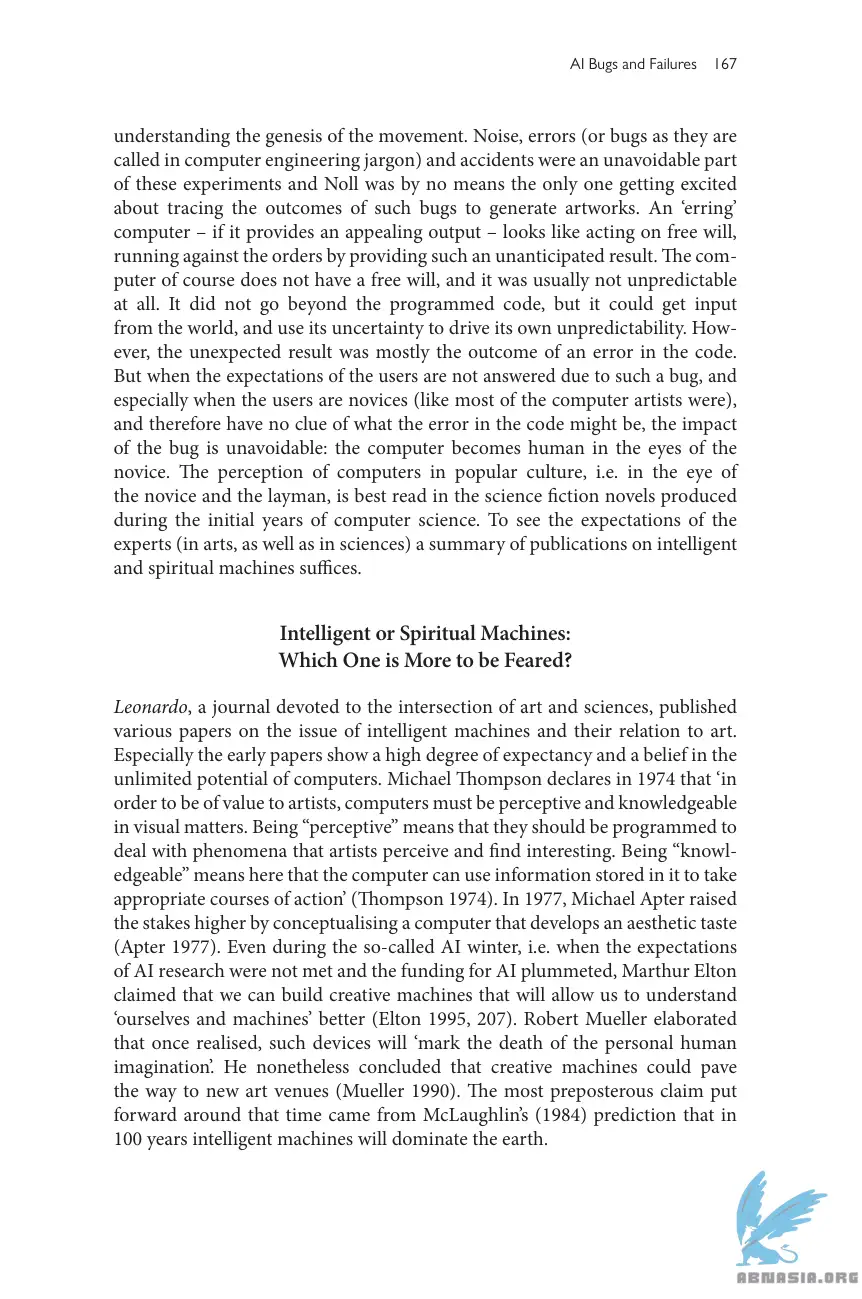 AI Bugs and Failures 167
understanding the genesis of the movement. Noise, errors (or bugs as they are
called in computer engineering jargon) and accidents were an unavoidable part
of these experiments and Noll was by no means the only one getting excited
about tracing the outcomes of such bugs to generate artworks. An ‘erring’
computer – if it provides an appealing output – looks like acting on free will,
running against the orders by providing such an unanticipated result. The com-
puter of course does not have a free will, and it was usually not unpredictable
at all. It did not go beyond the programmed code, but it could get input
from the world, and use its uncertainty to drive its own unpredictability. How-
ever, the unexpected result was mostly the outcome of an error in the code.
But when the expectations of the users are not answered due to such a bug, and
especially when the users are novices (like most of the computer artists were),
and therefore have no clue of what the error in the code might be, the impact
of the bug is unavoidable: the computer becomes human in the eyes of the
novice. The perception of computers in popular culture, i.e. in the eye of
the novice and the layman, is best read in the science fiction novels produced
during the initial years of computer science. To see the expectations of the
experts (in arts, as well as in sciences) a summary of publications on intelligent
and spiritual machines suffices.
Intelligent or Spiritual Machines:
Which One is More to be Feared?
Leonardo, a journal devoted to the intersection of art and sciences, published
various papers on the issue of intelligent machines and their relation to art.
Especially the early papers show a high degree of expectancy and a belief in the
unlimited potential of computers. Michael Thompson declares in 1974 that ‘in
order to be of value to artists, computers must be perceptive and knowledgeable
in visual matters. Being “perceptive” means that they should be programmed to
deal with phenomena that artists perceive and find interesting. Being “knowl-
edgeable” means here that the computer can use information stored in it to take
appropriate courses of action’ (Thompson 1974). In 1977, Michael Apter raised
the stakes higher by conceptualising a computer that develops an aesthetic taste
(Apter 1977). Even during the so-called AI winter, i.e. when the expectations
of AI research were not met and the funding for AI plummeted, Marthur Elton
claimed that we can build creative machines that will allow us to understand
‘ourselves and machines’ better (Elton 1995, 207). Robert Mueller elaborated
that once realised, such devices will ‘mark the death of the personal human
imagination’. He nonetheless concluded that creative machines could pave
the way to new art venues (Mueller 1990). The most preposterous claim put
forward around that time came from McLaughlin’s (1984) prediction that in
100 years intelligent machines will dominate the earth.
ABNASIA.ORG